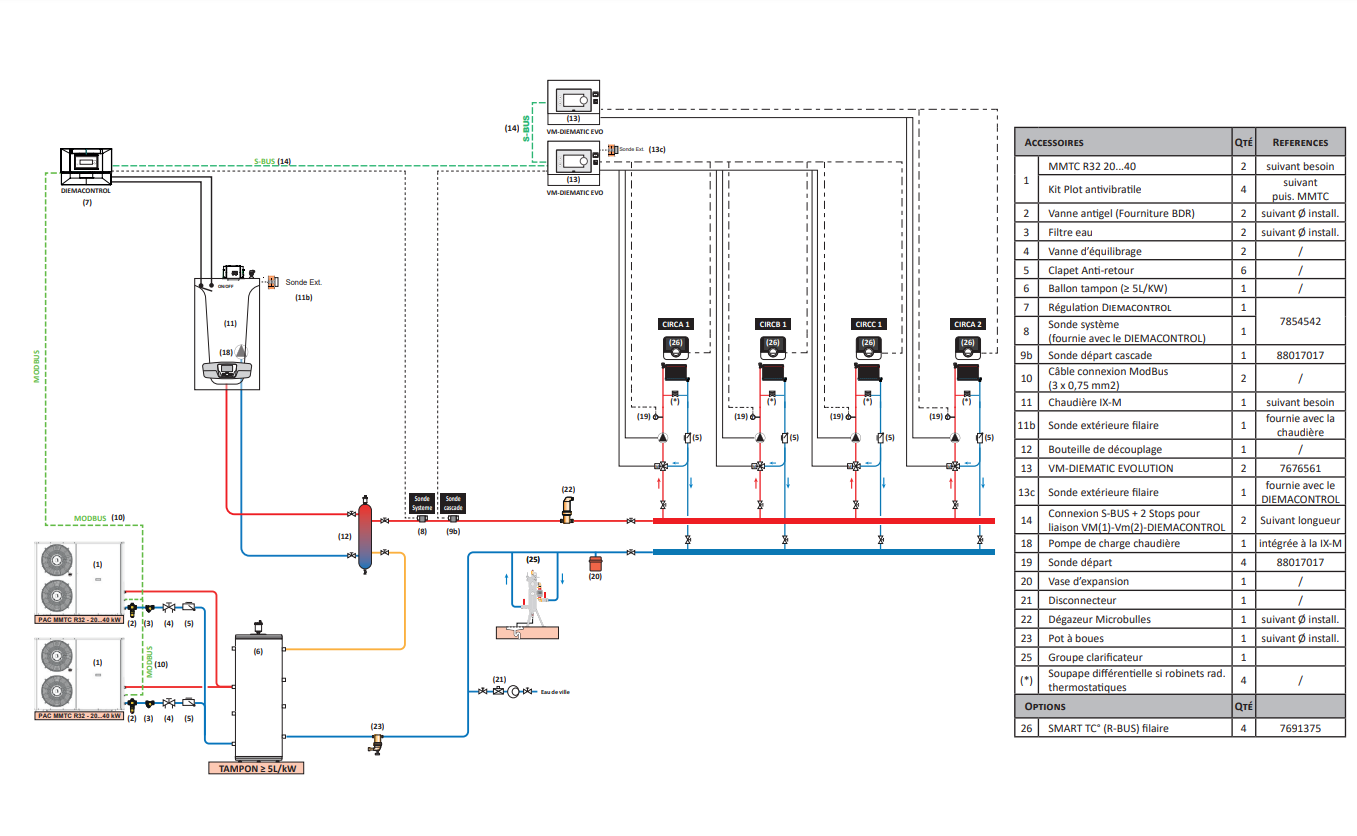 (13)
VM-DIEMATIC EVO
(14)
S-BUS
Sonde Ext. (13c)
(13)
VM-DIEMATIC EVO
S-BUS (14)
DIEMACONTROL
(7)
ON/OFF
Sonde Ext.
(11b)
(11)
(18)
MODBUS
CIRCA 1
CIRCB 1
CIRCC 1
CIRCA 2
(26)
(26)
(26)
(26)
(*)
(*)
(*)
(*)
(19)
(19)
(19)
(19)
(5)
(5)
(5)
(5)
Sonde
Systeme
Sonde
cascade
(8)
(9b)
(22)
MODBUS (10)
(12)
(1)
PAC MMTC R32 - 20...40 kW
(2) (3) (4) (5)
(25)
(20)
MODBUS
(10)
(1)
PAC MMTC R32 - 20...40 kW
(2) (3) (4) (5)
(6)
(21)
Eau de ville
(23)
TAMPON ≥ 5L/kW
ACCESSOIRES QTÉ REFERENCES
1 MMTC R32 20...40 2 suivant besoin
Kit Plot antivibratile 4 suivant
puis. MMTC
2 Vanne antigel (Fourniture BDR) 2 suivant Ø install.
3 Filtre eau 2 suivant Ø install.
4 Vanne d'équilibrage 2 /
5 Clapet Anti-retour 6 /
6 Ballon tampon (≥ 5L/KW) 1 /
7 Régulation DIEMACONTROL 1 7854542
8 Sonde système
(fournie avec le DIEMACONTROL) 1
9b Sonde départ cascade 1 88017017
10 Câble connexion ModBus
(3 x 0,75 mm2) 2 /
11 Chaudière IX-M 1 suivant besoin
11b Sonde extérieure filaire 1 fournie avec la
chaudière
12 Bouteille de découplage 1 /
13 VM-DIEMATIC EVOLUTION 2 7676561
13c Sonde extérieure filaire 1 fournie avec le
DIEMACONTROL
14 Connexion S-BUS + 2 Stops pour
liaison VM(1)-Vm(2)-DIEMACONTROL 2 Suivant longueur
18 Pompe de charge chaudière 1 intégrée à la IX-M
19 Sonde départ 4 88017017
20 Vase d'expansion 1 /
21 Disconnecteur 1 /
22 Dégazeur Microbulles 1 suivant Ø install.
23 Pot à boues 1 suivant Ø install.
25 Groupe clarificateur 1
(*) Soupape différentielle si robinets rad.
thermostatiques 4 /
OPTIONS QTÉ
26 SMART TC° (R-BUS) filaire 4 7691375